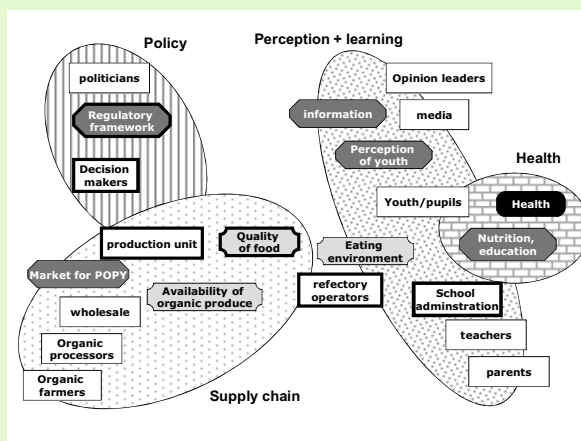 Policy
Perception + learning
politicians
Opinion leaders
Regulatory
framework
information
media
Perception
of youth
Decision
makers
Health
Youth/pupils
Health
production unit
Quality
of food
Eating
environment
Nutrition,
education
Market for POPY
Availability of
organic produce
refectory
operators
School
adminstration
wholesale
teachers
Organic
processors
parents
Organic
farmers
Supply chain